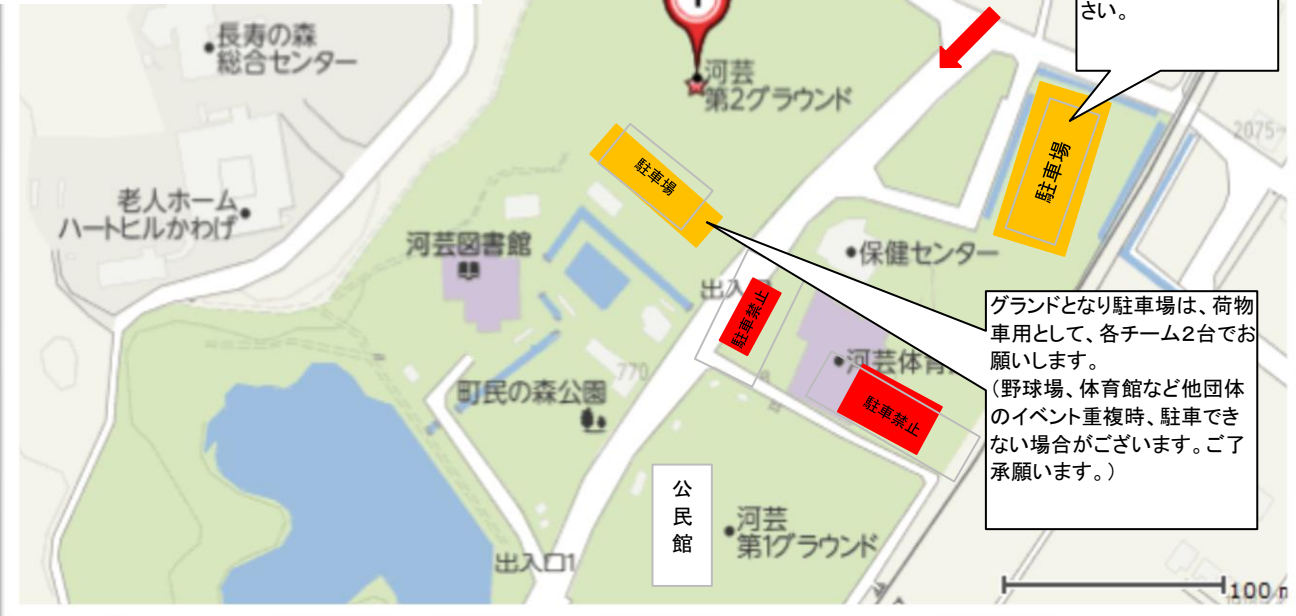 さい。
長寿の森
総合センター
河芸
第2グラウンド
2075
駐車場
駐車場
老人ホーム
ハートヒルかわげ
河芸図書館
保健センター
出入
駐車禁止
グランドとなり駐車場は、荷物
車用として、各チーム2台でお
願いします。
(野球場、体育館など他団体
のイベント重複時、駐車でき
ない場合がございます。ご了
承願います。)
770
河芸体育
町民の森公園
駐車禁止
公
民
館
河芸
第1グラウンド
出入口1
100 m